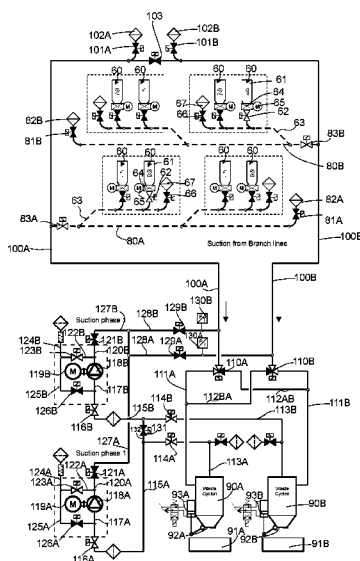 102A
103
102B
101A
101B
60
60
60
60
61
64
65
62
67
66
82B
81B
63
83B
80B
60
60
60
60
61
64
62
67
63
65
66
82A
83A
81A
100A
80A
Suction from Branch lines
100B
100A
100B
127B
129B
130B
128B
Suction phase 2
124B
122B
121B
123B
120B
118B
128A
129A
130A
110A
110B
119B
111A
125B
117B
112BA
112AB
111B
126B
115B
114B
113B
116B
127A
131
Suction phase 1
114A
124A
122A
121A
113A
123A
120A
118A
115A
119A
Waste Cyclon
90A
Waste Cyclon
90B
93A
93B
125A
117A
92A
91A
92B
91B
126A
116A